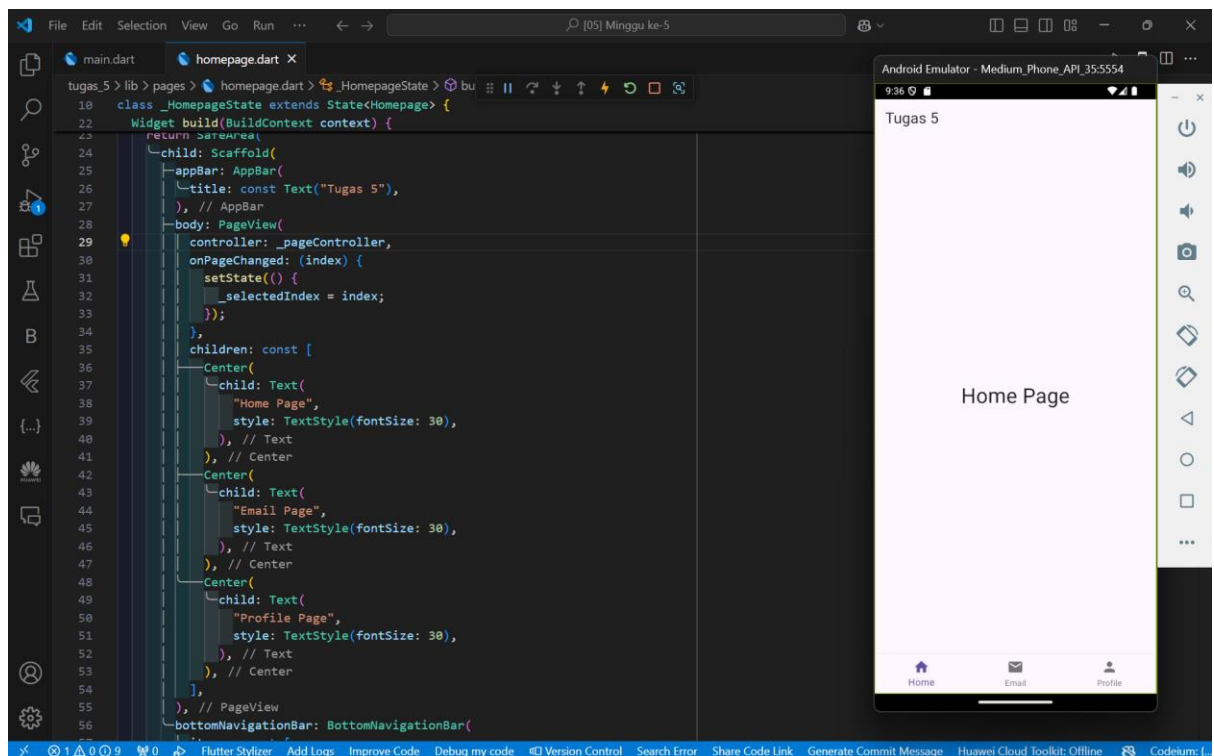 File Edit Selection View Go Run ··· [05] Minggu ke-5
main.dart homepage.dart
tugas_5 > lib > pages > homepage.dart > _HomepageState > bu
10 class _HomepageState extends State<Homepage> {
22 Widget build(BuildContext context) {
23 return SafeArea(
24 child: Scaffold(
25 appBar: AppBar(
26 title: const Text("Tugas 5"),
27 ), // AppBar
28 body: PageView(
29 controller: _pageController,
30 onPageChanged: (index) {
31 setState(() {
32 _selectedIndex = index;
33 });
34 },
35 children: const [
36 Center(
37 child: Text(
38 "Home Page",
39 style: TextStyle(fontSize: 30),
40 ), // Text
41 ), // Center
42 Center(
43 child: Text(
44 "Email Page",
45 style: TextStyle(fontSize: 30),
46 ), // Text
47 ), // Center
48 Center(
49 child: Text(
50 "Profile Page",
51 style: TextStyle(fontSize: 30),
52 ), // Text
53 ), // Center
54 ],
55 ), // PageView
56 bottomNavigationBar: BottomNavigationBar(
Android Emulator - Medium_Phone_API_35:5554
9:36
Tugas 5
Home Page
Home Email Profile
1
B
{...}
HUAWEI
1 0 9 0 Flutter Stylizer Add Logs Improve Code Debug my code Version Control Search Error Share Code Link Generate Commit Message Huawei Cloud Toolkit: Offline Codeium: {...